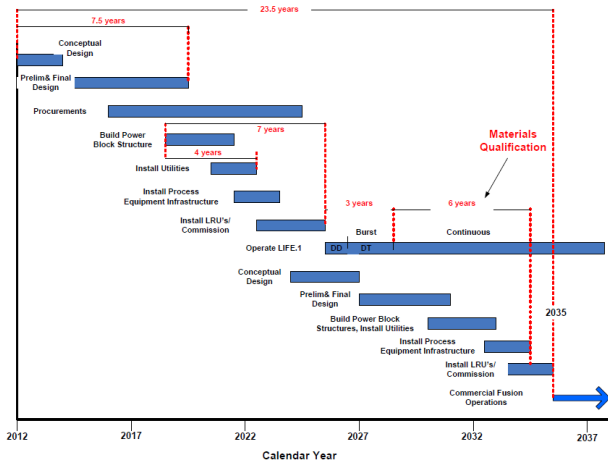 23.5 years
7.5 years
Conceptual
Design
Prelim& Final
Design
Procurements
7 years
Build Power
Block Structure
4 years
Install Utilities
Materials
Qualification
Install Process
Equipment Infrastructure
3 years
6 years
Install LRU's/
Commission
Burst
Continuous
Operate LIFE.1
DD
DT
Conceptual
Design
Prelim& Final
Design
2035
Build Power Block
Structures, Install Utilities
Install Process
Equipment Infrastructure
Install LRU's/
Commission
Commercial Fusion
Operations
2012
2017
2022
2027
2032
2037
Calendar Year